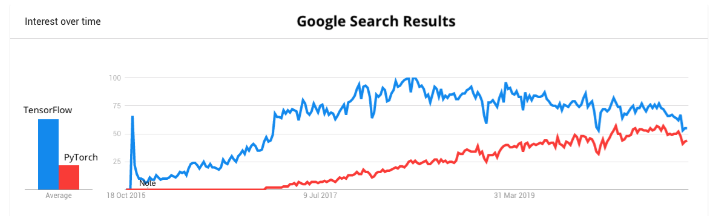 Interest over time
Google Search Results
TensorFlow
PyTorch
Average
100
75
50
25
Note
18 Oct 2015
9 Jul 2017
31 Mar 2019